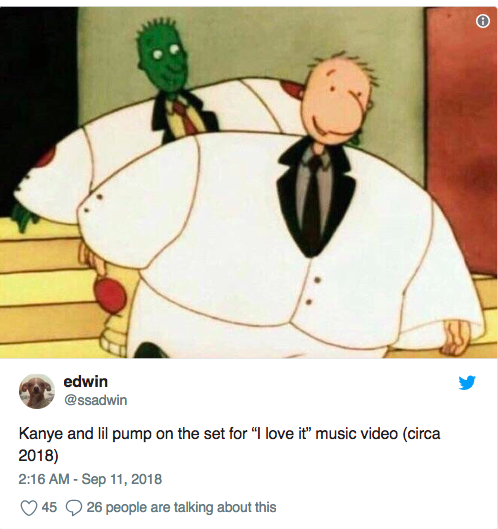 edwin
@ssadwin
Kanye and lil pump on the set for “I love it” music video (circa
2018)
2:16 AM - Sep 11, 2018
45 26 people are talking about this